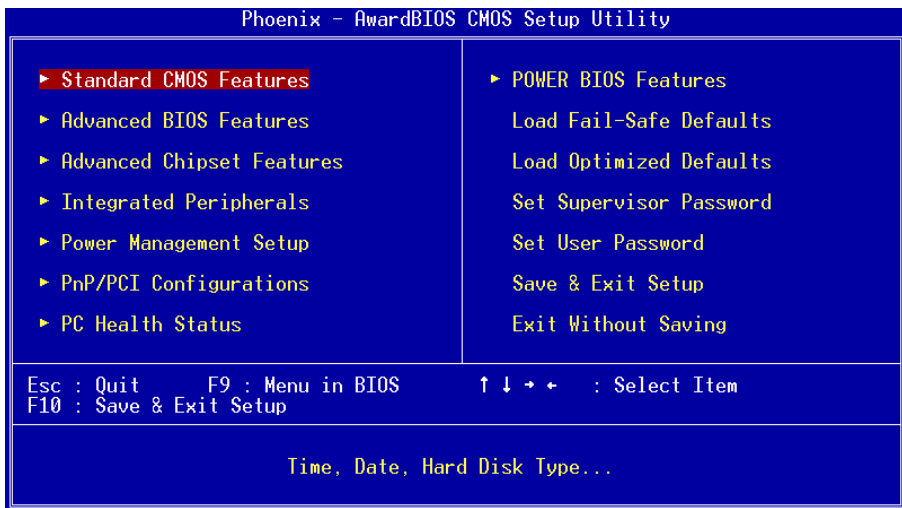 Phoenix - AwardBIOS CMOS Setup Utility
► Standard CMOS Features
► Advanced BIOS Features
► Advanced Chipset Features
► Integrated Peripherals
► Power Management Setup
► PnP/PCI Configurations
► PC Health Status
► POWER BIOS Features
Load Fail-Safe Defaults
Load Optimized Defaults
Set Supervisor Password
Set User Password
Save & Exit Setup
Exit Without Saving
Esc : Quit F9 : Menu in BIOS ↑ ↓ → ← : Select Item
F10 : Save & Exit Setup
Time, Date, Hard Disk Type...